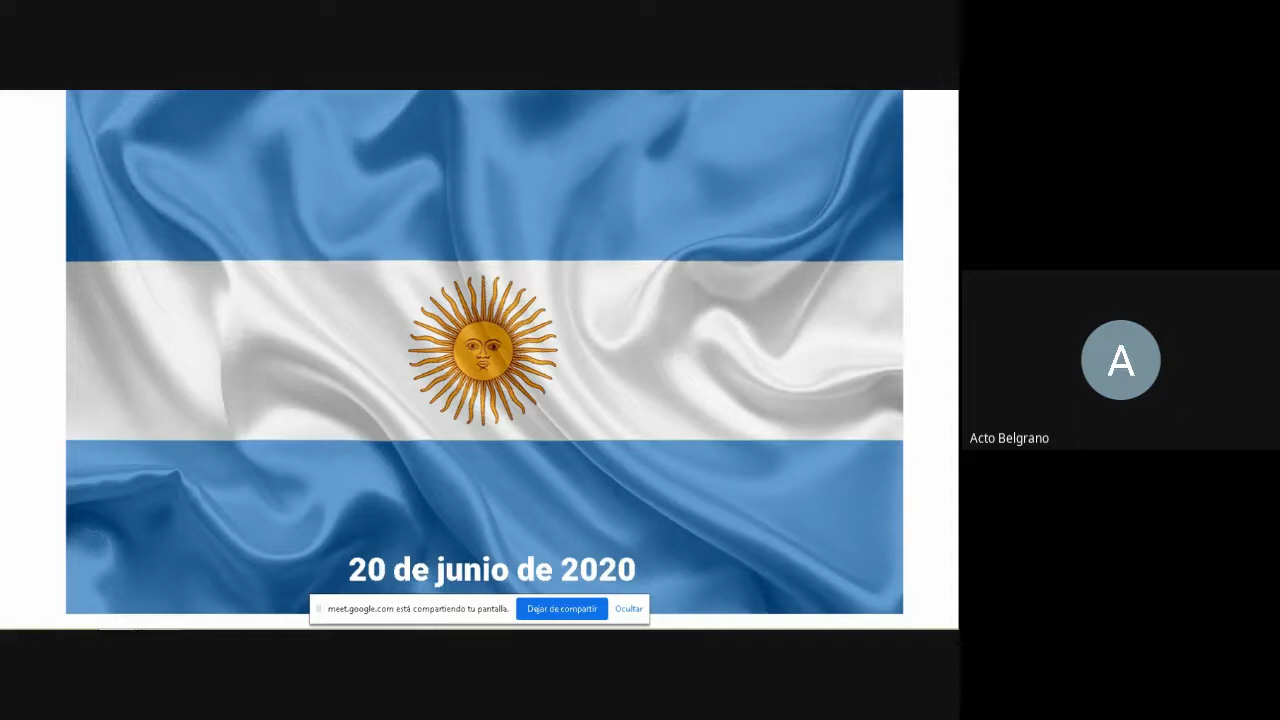 20 de junio de 2020
meet.google.com está compartiendo tu pantalla. Dejar de compartir Ocultar
A
Acto Belgrano